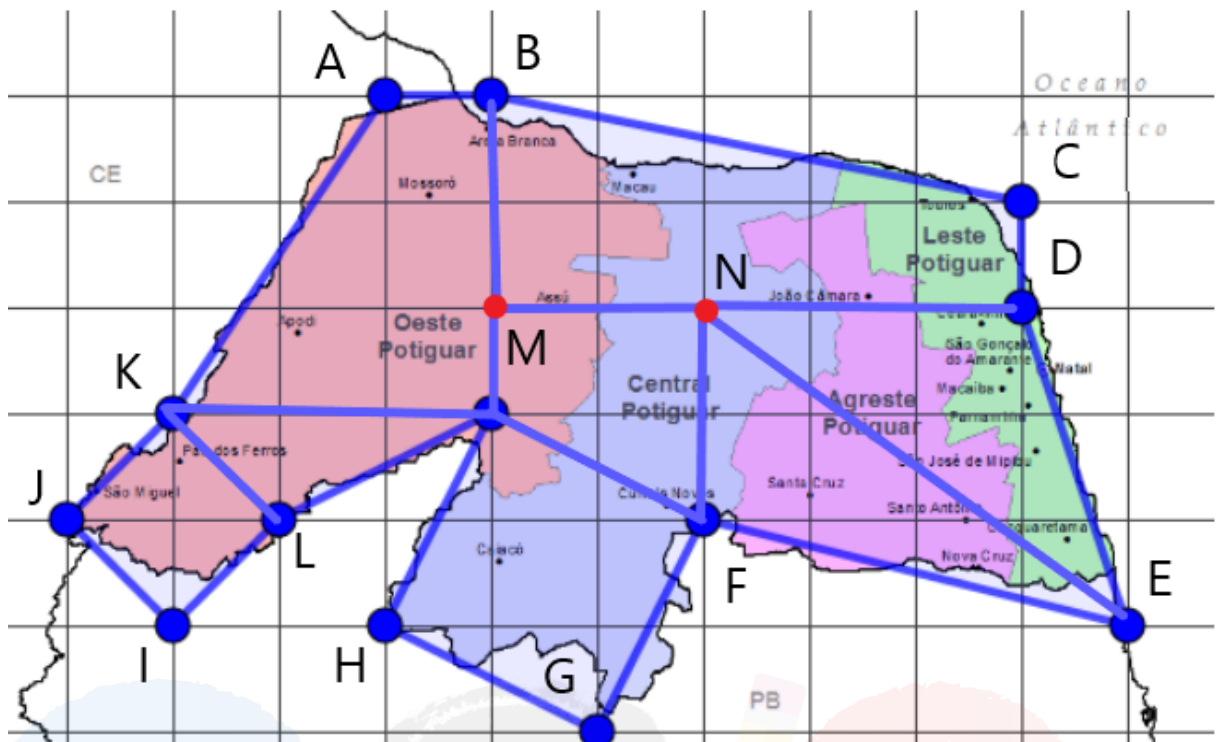 A
B
Oceano
Atlântico
Areia Branca
C
CE
Mossoró
Macau
Touros
Leste
Potiguar
D
N
João Câmara
Assú
Apodi
Oeste
Potiguar
M
São Gonçalo
do Amarante
Natal
K
Central
Potiguar
Agreste
Potiguar
Macaíba
Parnamirim
Pau dos Ferros
São José de Mipibu
J
São Miguel
Santa Cruz
Currais Novos
Santo Antônio
Canguaretama
L
Caicó
Nova Cruz
F
E
I
H
G
PB